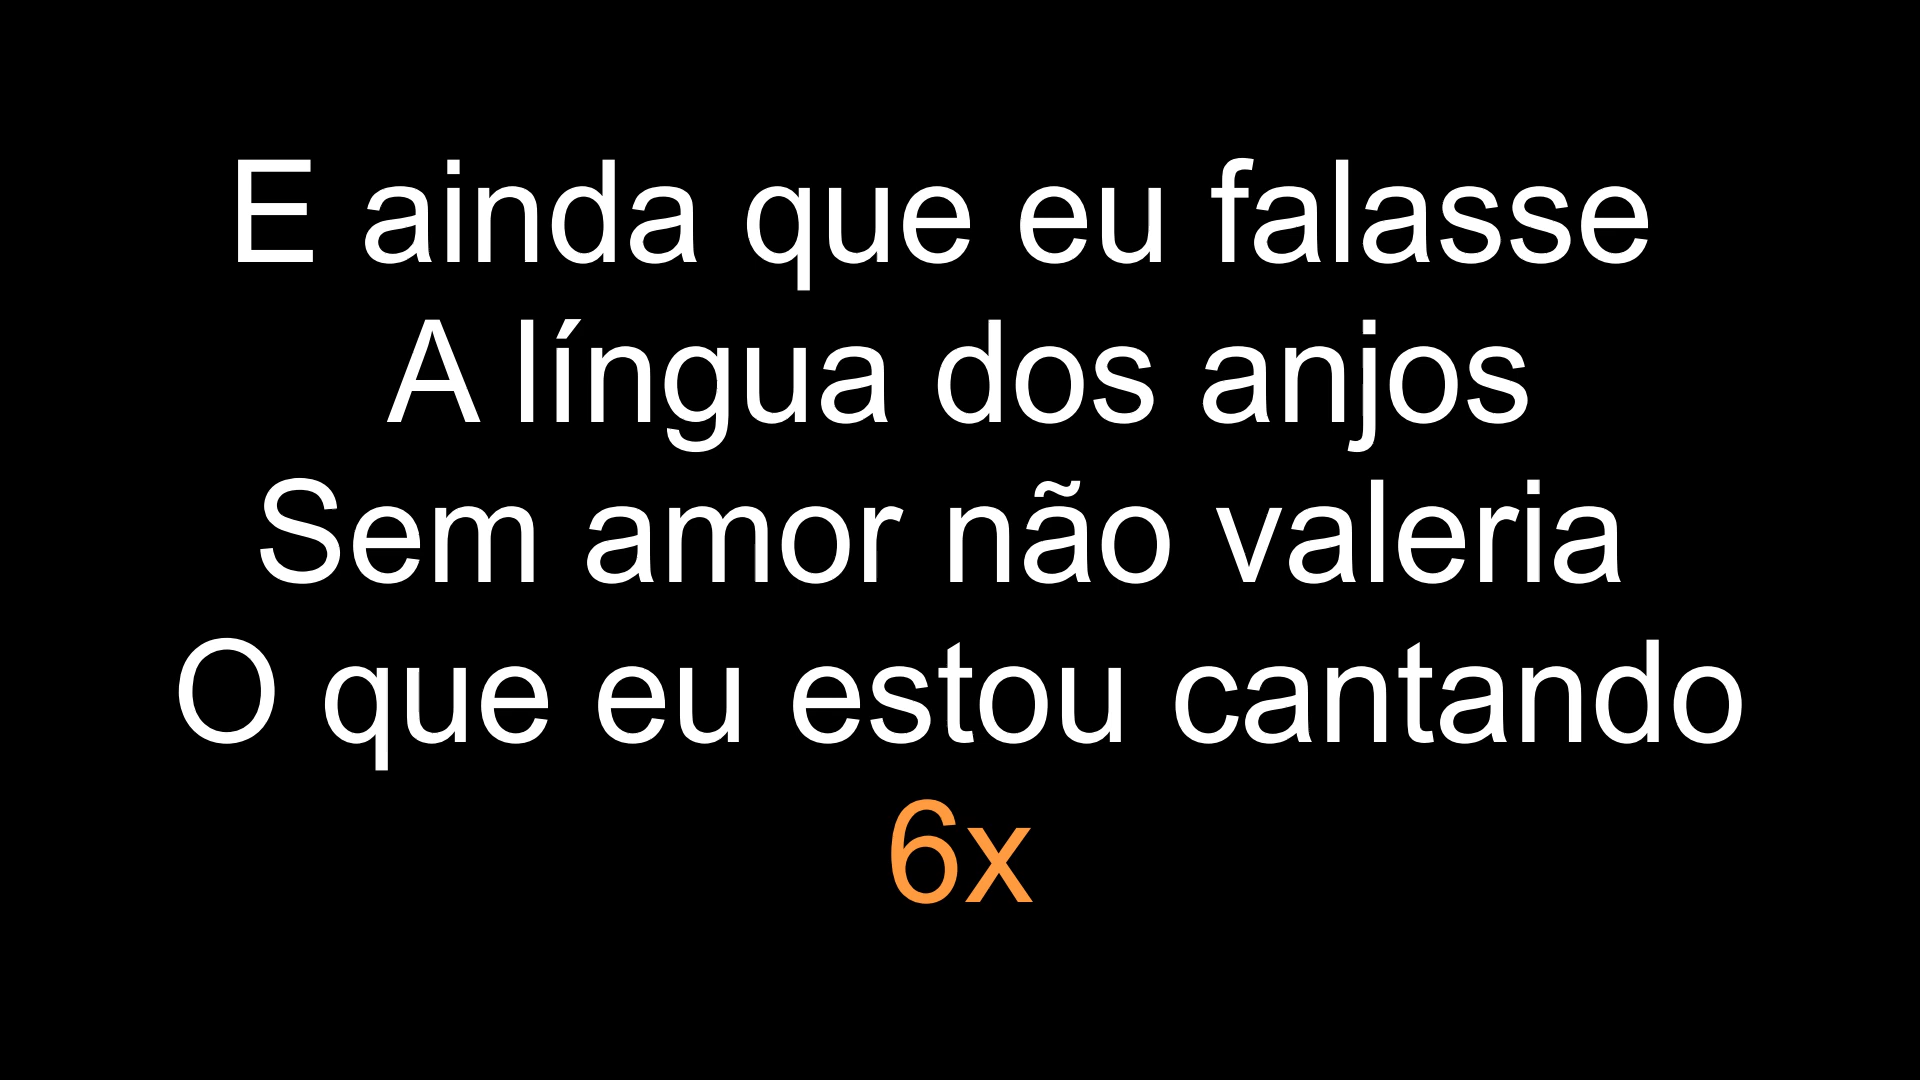 E ainda que eu falasse
A língua dos anjos
Sem amor não valeria
O que eu estou cantando
6x